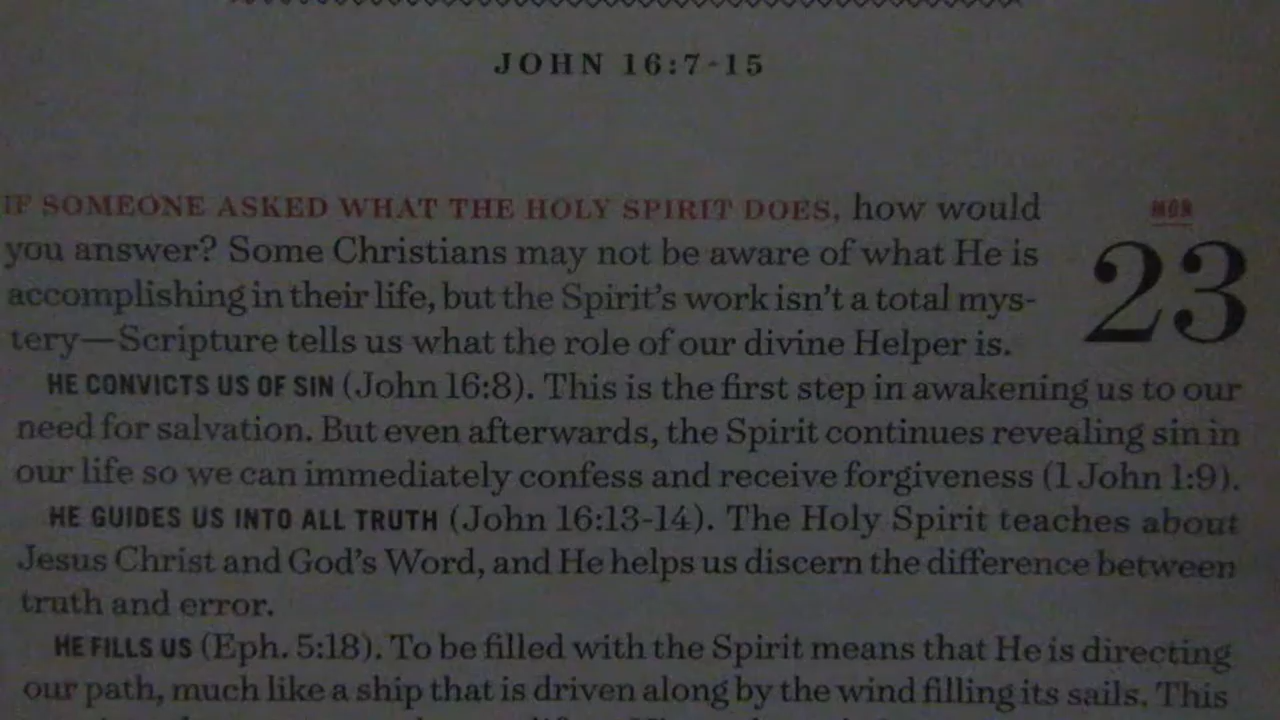 JOHN 16:7-15
IF SOMEONE ASKED WHAT THE HOLY SPIRIT DOES, how would
you answer? Some Christians may not be aware of what He is
accomplishing in their life, but the Spirit's work isn't a total mys-
tery—Scripture tells us what the role of our divine Helper is.
MON
23
HE CONVICTS US OF SIN (John 16:8). This is the first step in awakening us to our
need for salvation. But even afterwards, the Spirit continues revealing sin in
our life so we can immediately confess and receive forgiveness (1 John 1:9).
HE GUIDES US INTO ALL TRUTH (John 16:13-14). The Holy Spirit teaches about
Jesus Christ and God's Word, and He helps us discern the difference between
truth and error.
HE FILLS US (Eph. 5:18). To be filled with the Spirit means that He is directing
our path, much like a ship that is driven along by the wind filling its sails. This